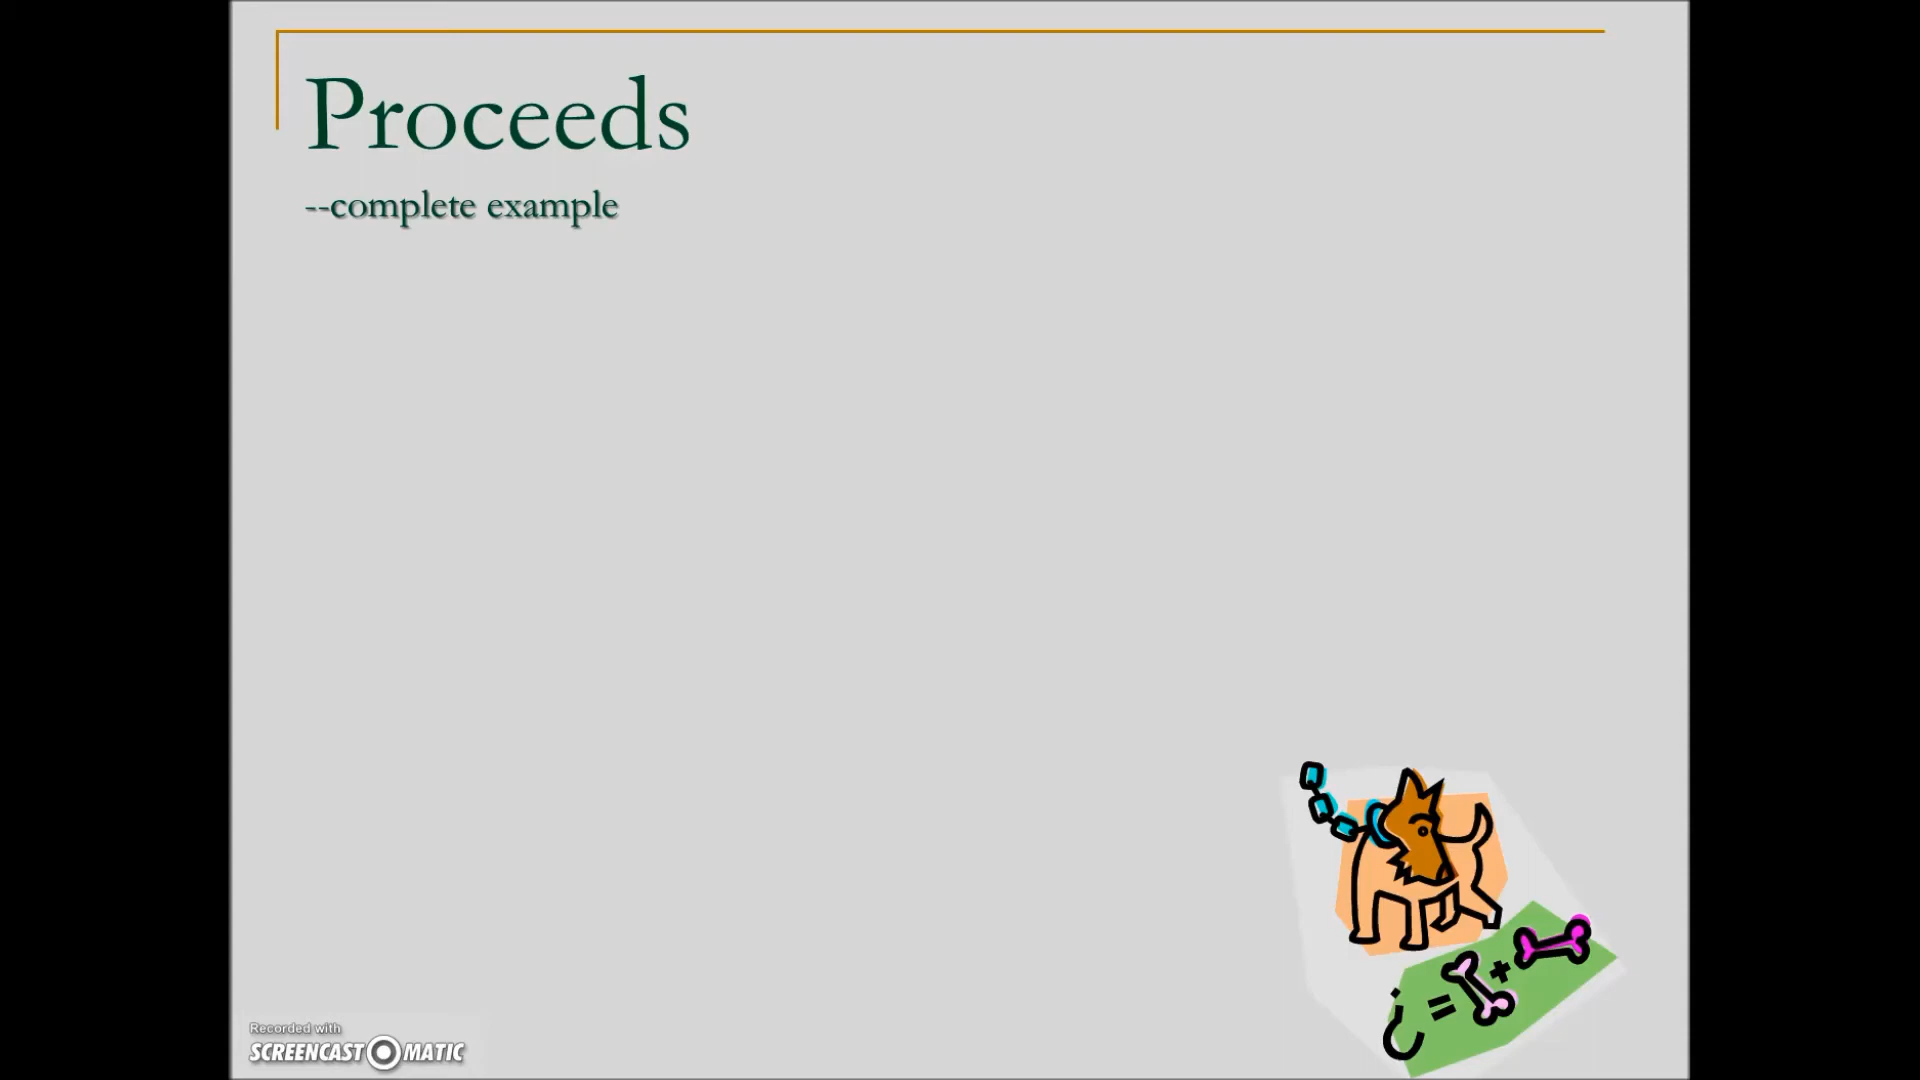 Proceeds
--complete example
¿ = +
Recorded with
SCREENCAST O MATIC